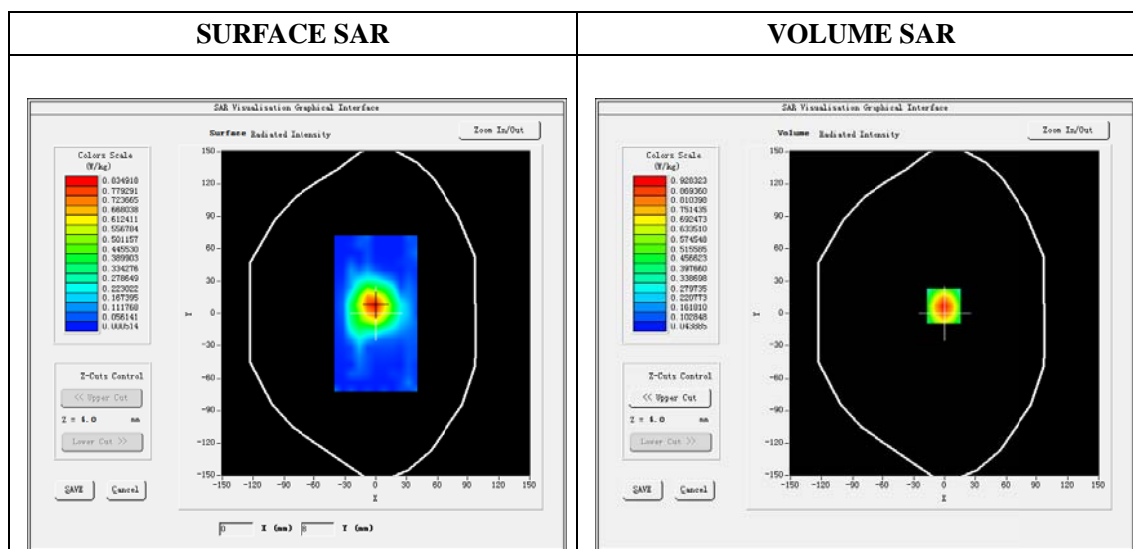 SURFACE SAR
VOLUME SAR
SAR Visualisation Graphical Interface
Surface Radiated Intensity
Zoom In/Out
Colors Scale
(W/kg)
0.834918
0.779291
0.723665
0.668038
0.612411
0.556784
0.501157
0.445530
0.389903
0.334276
0.278649
0.223022
0.167395
0.111768
0.056141
0.000514
Z-Cuts Control
<< Upper Cut
Z = 4.0 mm
Lower Cut >>
SAVE
Cancel
150
120
90
60
30
0
-30
-60
-90
-120
-150
Y
-150 -120 -90 -60 -30 0 30 60 90 120 150
X
0 X (mm) 8 Y (mm)
SAR Visualisation Graphical Interface
Volume Radiated Intensity
Zoom In/Out
Colors Scale
(W/kg)
0.928323
0.869360
0.810398
0.751435
0.692473
0.633510
0.574548
0.515585
0.456623
0.397660
0.338698
0.279735
0.220773
0.161810
0.102848
0.043885
Z-Cuts Control
<< Upper Cut
Z = 4.0 mm
Lower Cut >>
SAVE
Cancel
150
120
90
60
30
0
-30
-60
-90
-120
-150
Y
-150 -120 -90 -60 -30 0 30 60 90 120 150
X